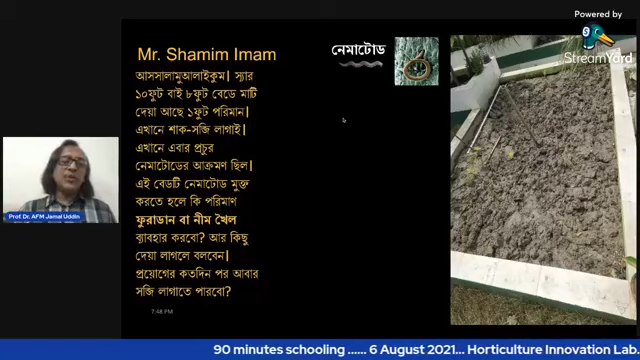 Powered by
StreamYard
Mr. Shamim Imam
নেমাটোড
আসসালামুআলাইকুম। স্যার
১০ফুট বাই ৮ফুট বেডে মাটি
দেয়া আছে ১ফুট পরিমান।
এখানে শাক-সব্জি লাগাই।
এখানে এবার প্রচুর
নেমাটোডের আক্রমণ ছিল।
এই বেডটি নেমাটোড মুক্ত
করতে হলে কি পরিমাণ
ফুরাডান বা নীম খৈল
ব্যাবহার করবো? আর কিছু
দেয়া লাগলে বলবেন।
প্রয়োগের কতদিন পর আবার
সব্জি লাগাতে পারবো?
7:48 PM
Prof. Dr. AFM Jamal Uddin
90 minutes schooling ...... 6 August 2021... Horticulture Innovation Lab.